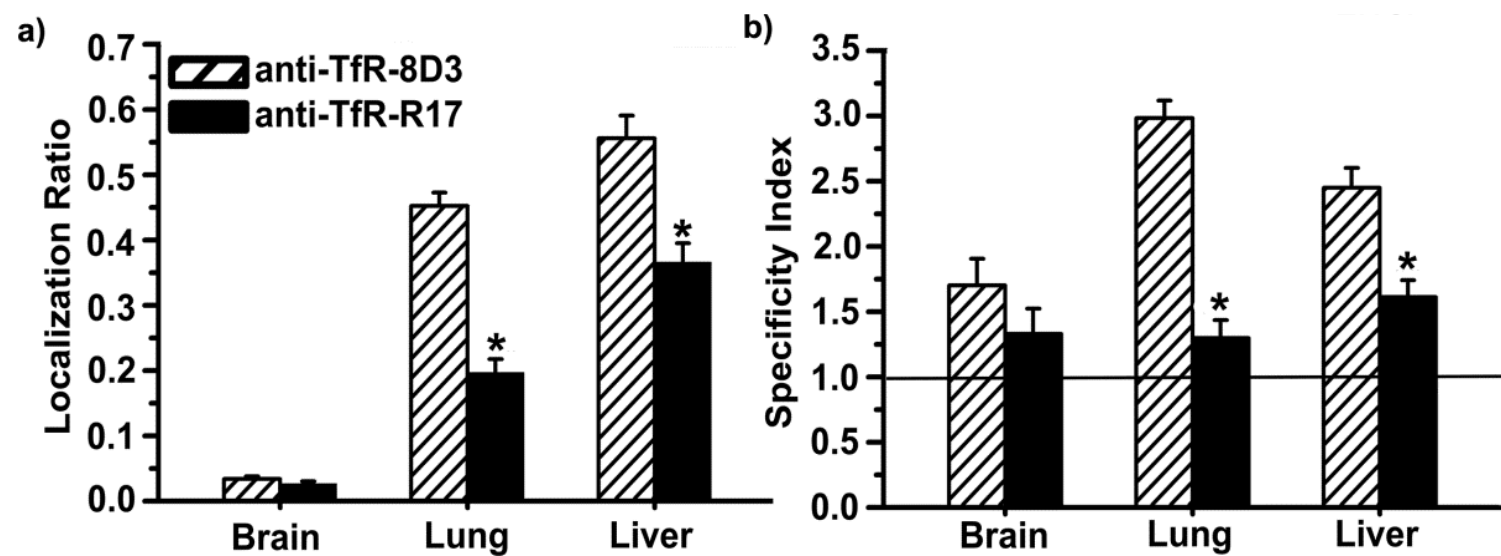 a)
Localization Ratio
0.7
0.6
0.5
0.4
0.3
0.2
0.1
0.0
anti-TfR-8D3
anti-TfR-R17
*
*
Brain Lung Liver
b)
Specificity Index
3.5
3.0
2.5
2.0
1.5
1.0
0.5
0.0
*
*
Brain Lung Liver